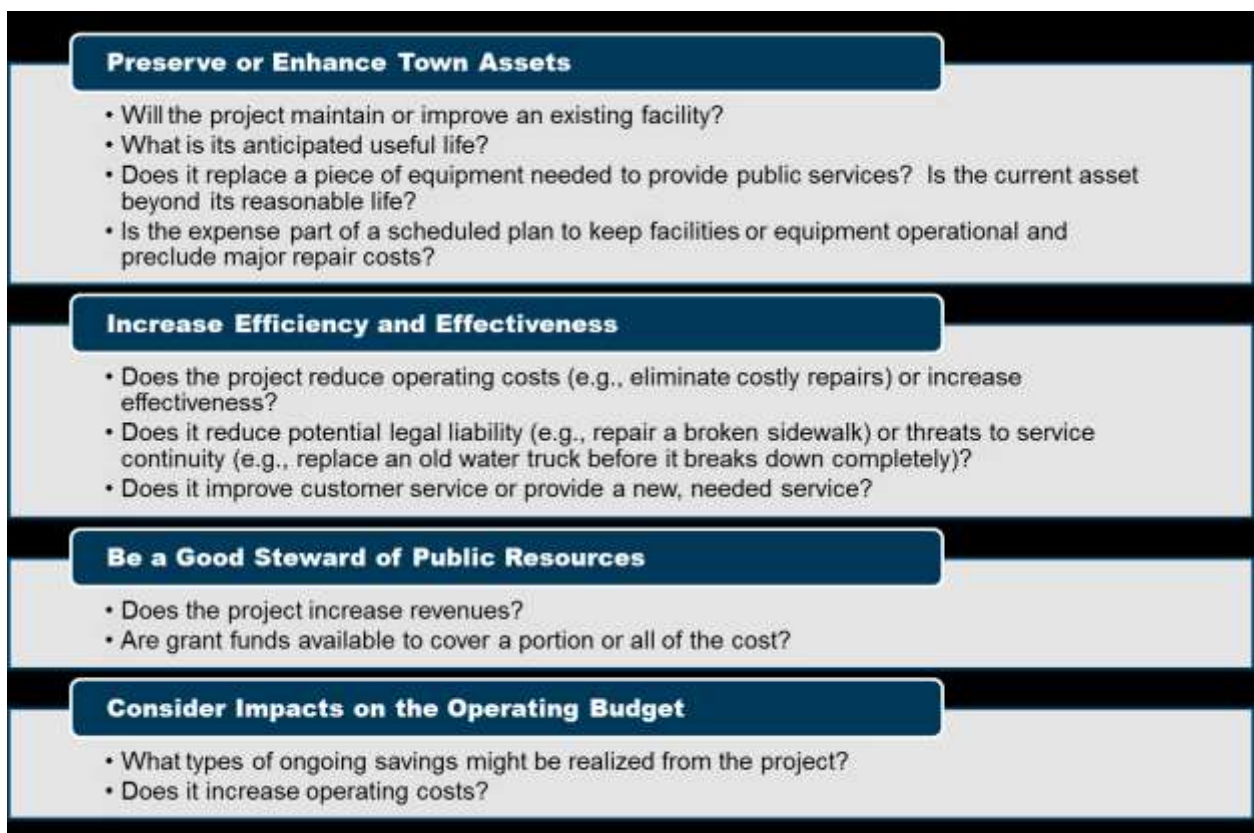 Preserve or Enhance Town Assets
• Will the project maintain or improve an existing facility?
• What is its anticipated useful life?
• Does it replace a piece of equipment needed to provide public services?  Is the current asset
beyond its reasonable life?
• Is the expense part of a scheduled plan to keep facilities or equipment operational and
preclude major repair costs?
Increase Efficiency and Effectiveness
• Does the project reduce operating costs (e.g., eliminate costly repairs) or increase
effectiveness?
• Does it reduce potential legal liability (e.g., repair a broken sidewalk) or threats to service
continuity (e.g., replace an old water truck before it breaks down completely)?
• Does it improve customer service or provide a new, needed service?
Be a Good Steward of Public Resources
• Does the project increase revenues?
• Are grant funds available to cover a portion or all of the cost?
Consider Impacts on the Operating Budget
• What types of ongoing savings might be realized from the project?
• Does it increase operating costs?